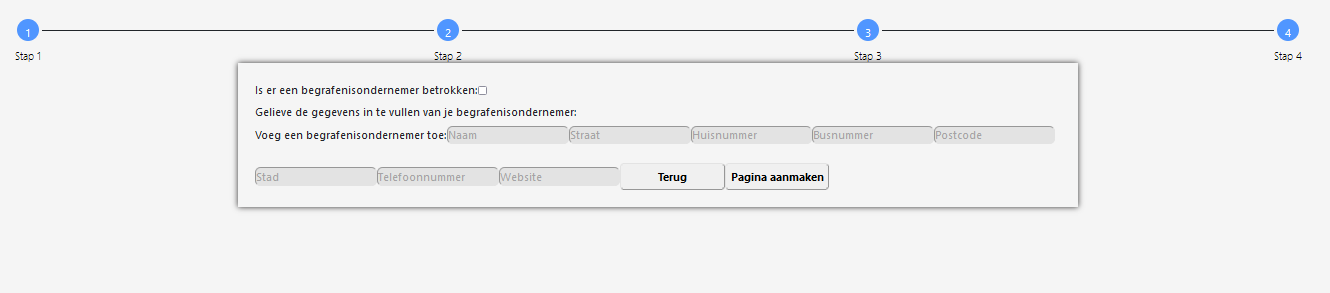 1 2 3 4
Stap 1 Stap 2 Stap 3 Stap 4
Is er een begrafenisondernemer betrokken:
Gelieve de gegevens in te vullen van je begrafenisondernemer:
Voeg een begrafenisondernemer toe: Naam Straat Huisnummer Busnummer Postcode
Stad Telefoonnummer Website Terug Pagina aanmaken